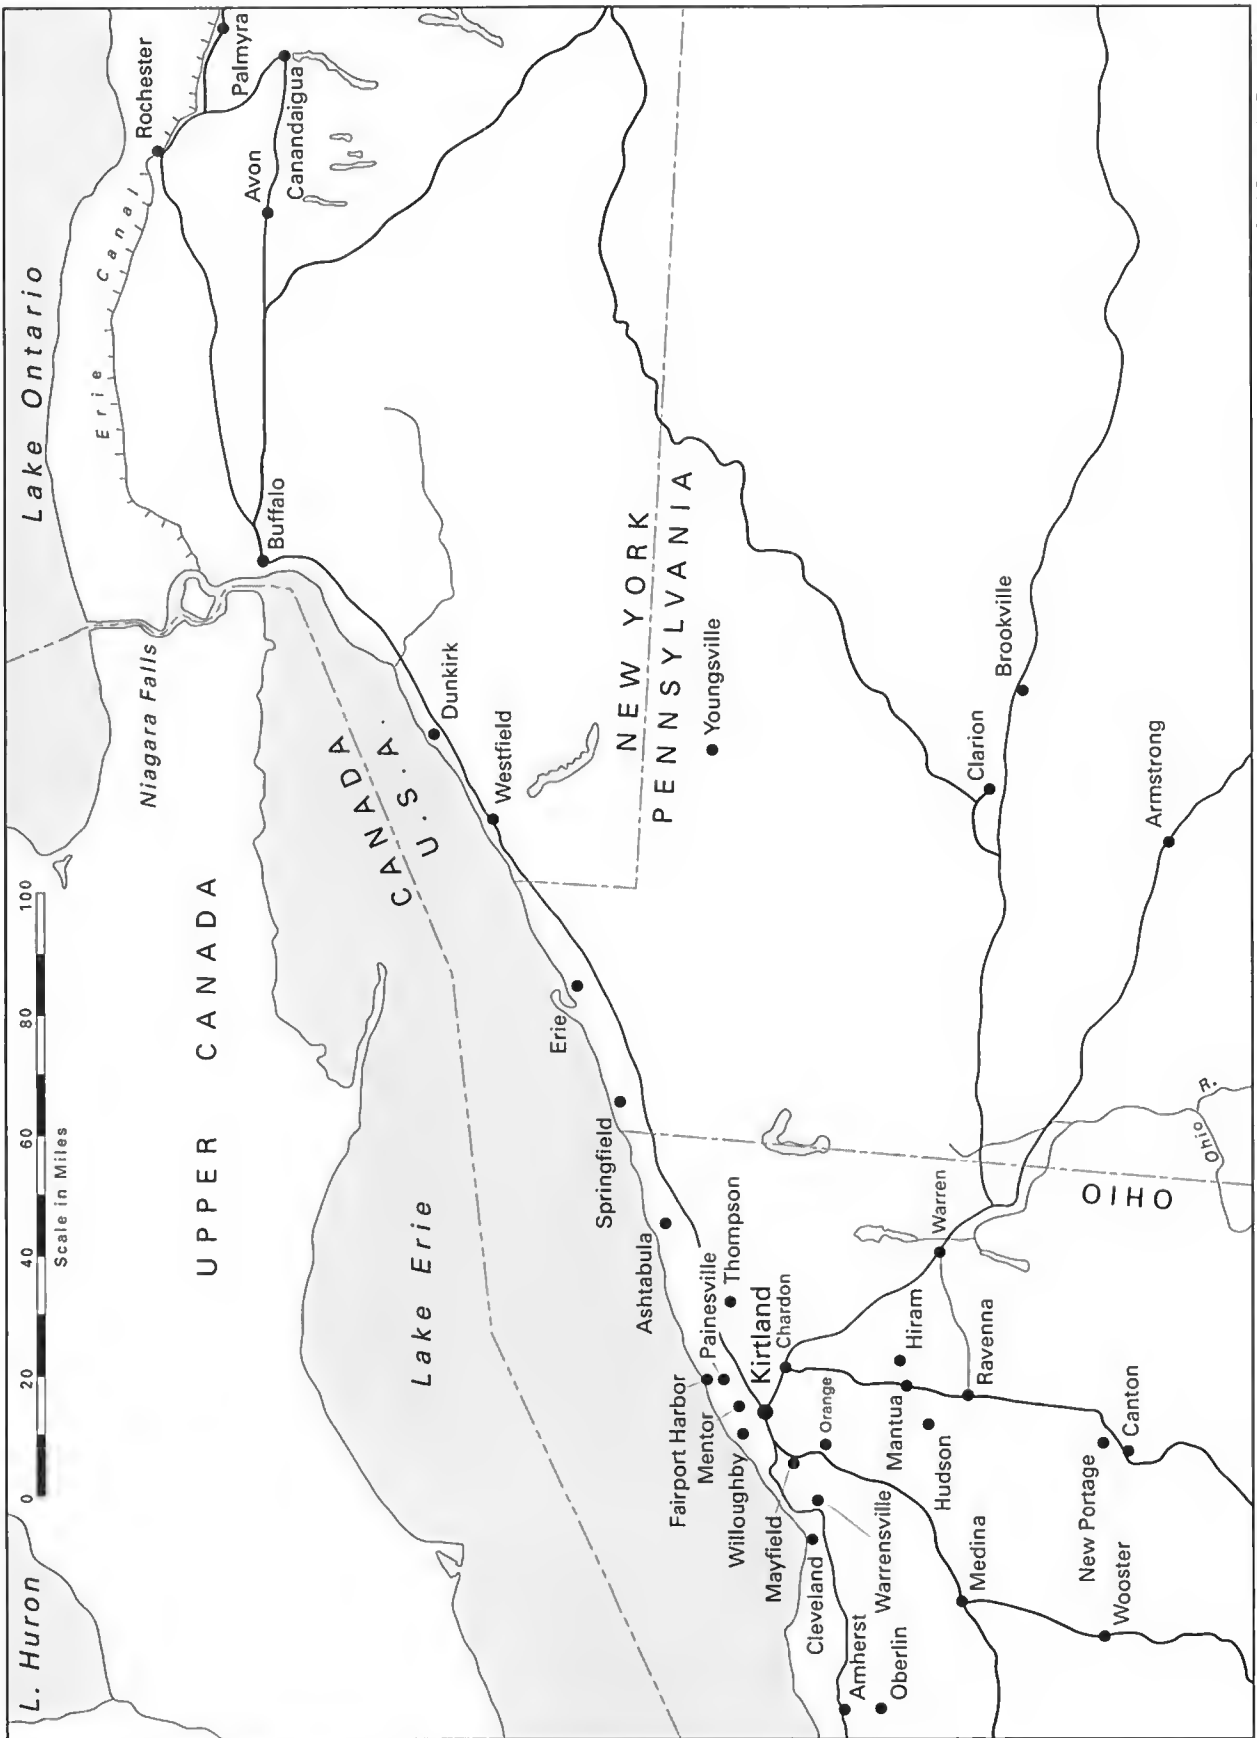 L. Huron
Lake Ontario
0 20 40 60 80 100
Scale in Miles
UPPER CANADA
Niagara Falls
Erie Canal
Rochester
Palmyra
Canandaigua
Avon
Buffalo
CANADA
U.S.A.
Lake Erie
Dunkirk
Westfield
Erie
Springfield
Ashtabula
NEW YORK
PENNSYLVANIA
Youngsville
Brookville
Clarion
Armstrong
Ohio R.
OHIO
Fairport Harbor
Painesville
Thompson
Mentor
Willoughby
Kirtland
Chardon
Mayfield
Orange
Cleveland
Warrensville
Amherst
Oberlin
Warren
Hiram
Mantua
Ravenna
Hudson
Medina
New Portage
Canton
Wooster